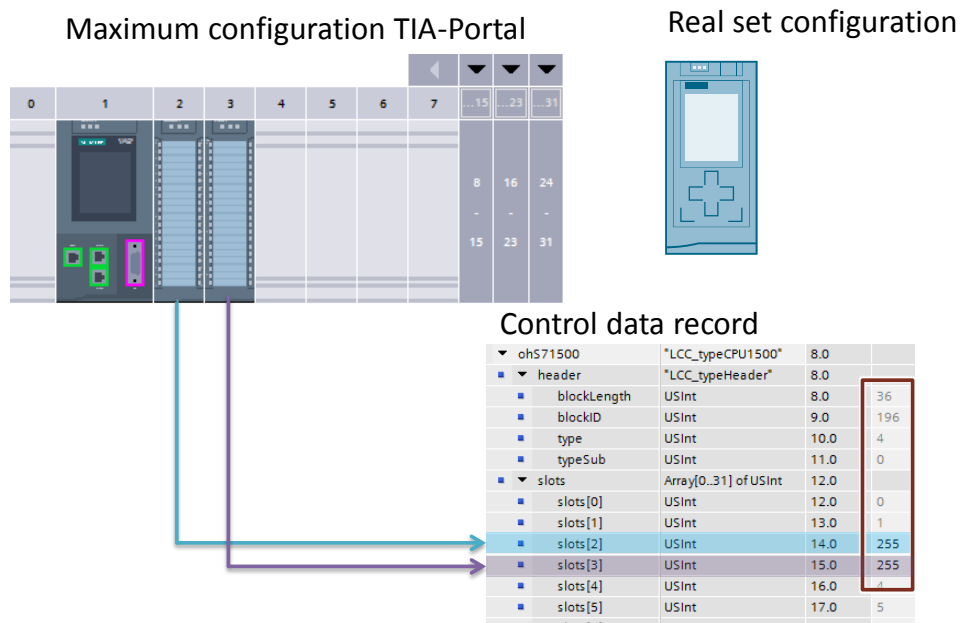 Maximum configuration TIA-Portal
Real set configuration
0 1 2 3 4 5 6 7 ...15 ...23 ...31
8 16 24
- - -
15 23 31
Control data record
ohS71500 "LCC_typeCPU1500" 8.0
header "LCC_typeHeader" 8.0
blockLength USInt 8.0 36
blockID USInt 9.0 196
type USInt 10.0 4
typeSub USInt 11.0 0
slots Array[0..31] of USInt 12.0
slots[0] USInt 12.0 0
slots[1] USInt 13.0 1
slots[2] USInt 14.0 255
slots[3] USInt 15.0 255
slots[4] USInt 16.0 4
slots[5] USInt 17.0 5